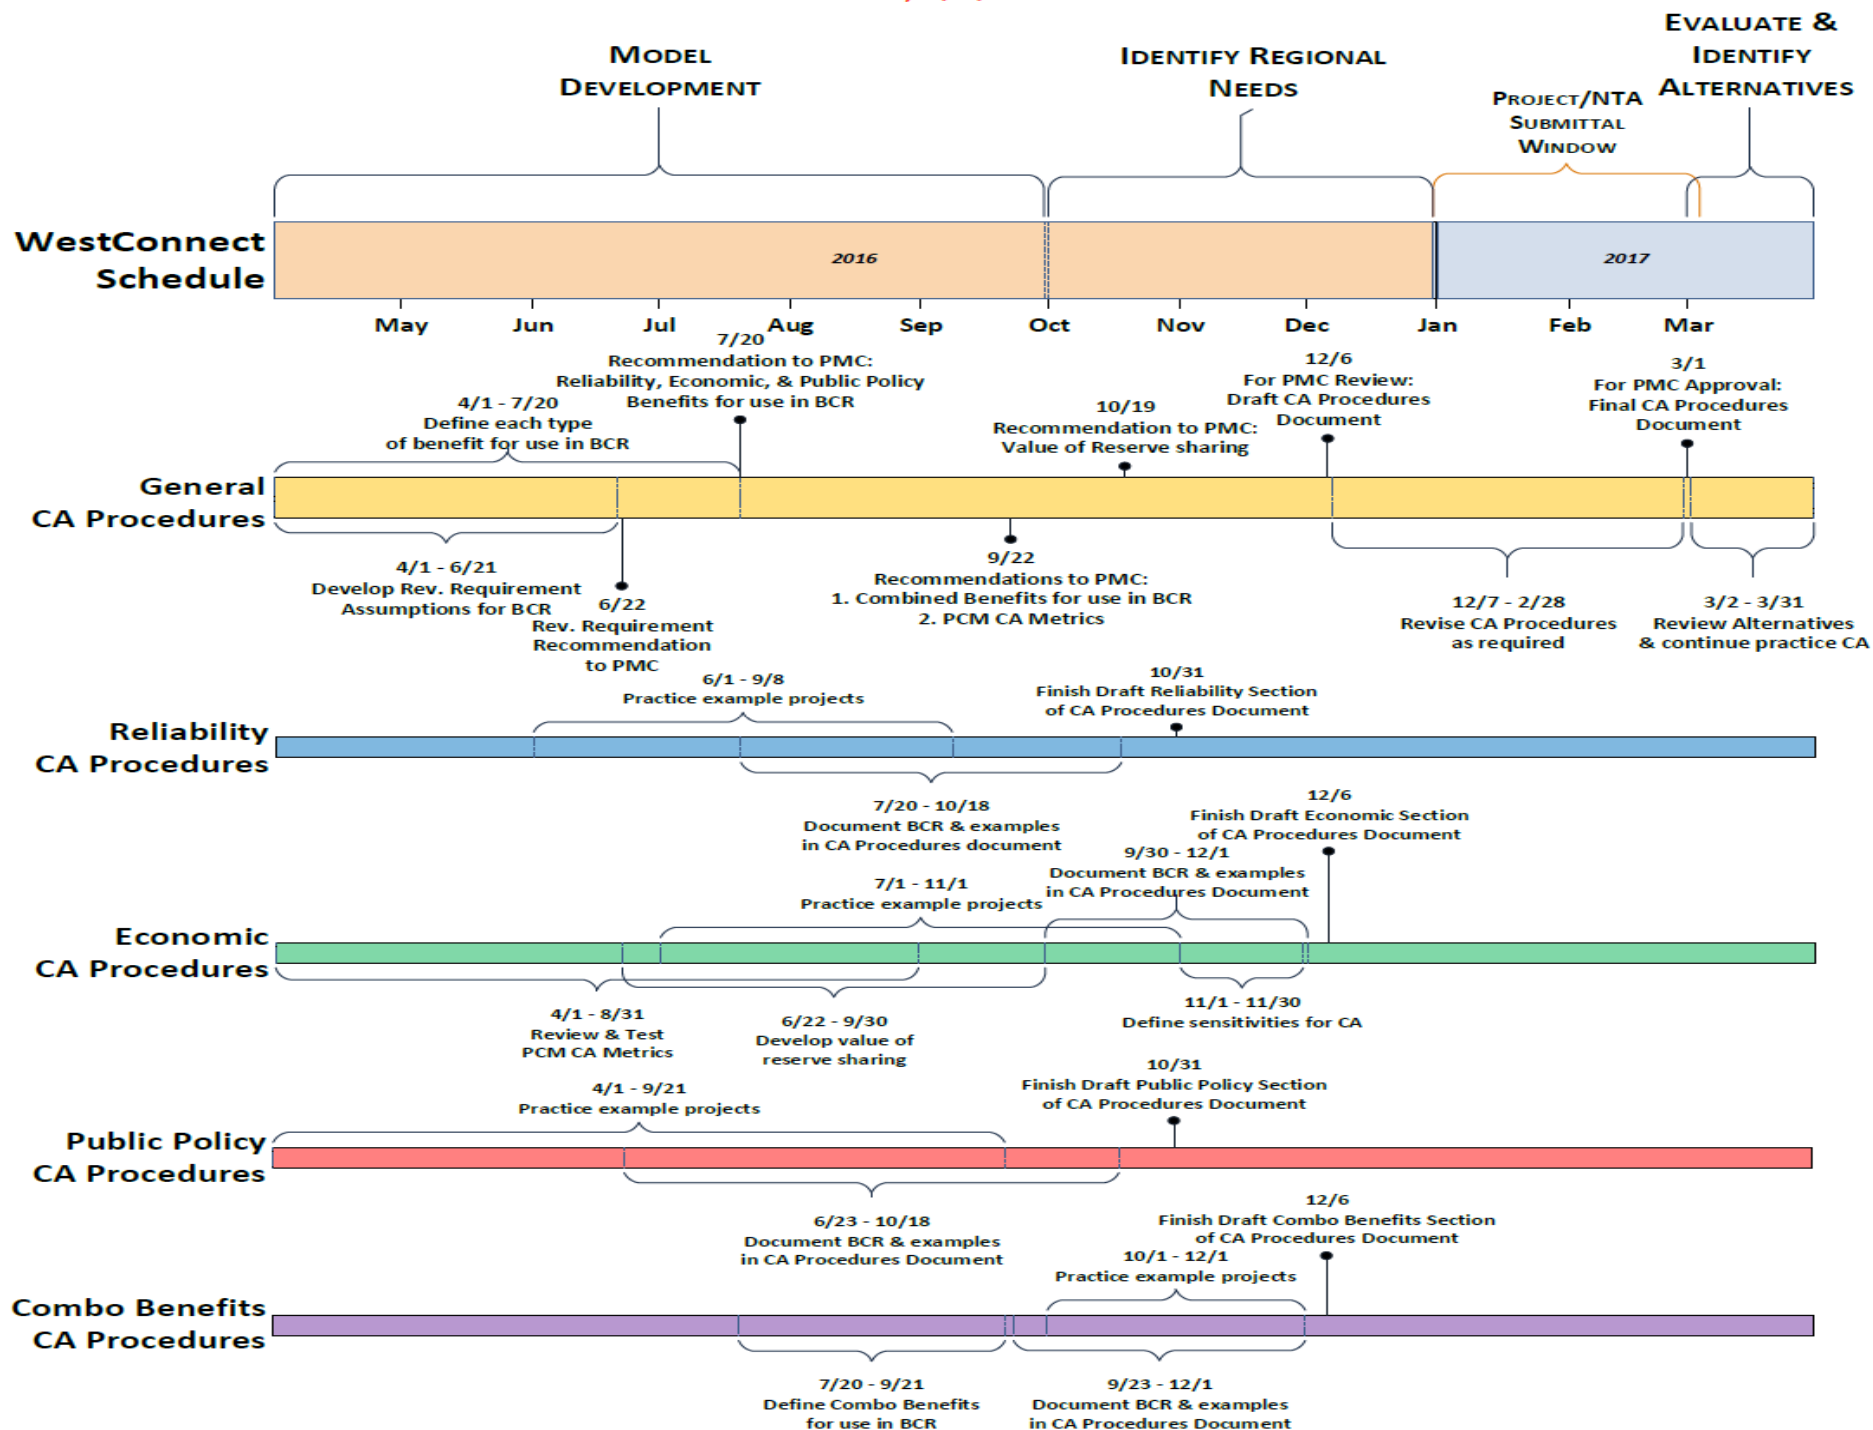 MODEL
DEVELOPMENT
IDENTIFY REGIONAL
NEEDS
PROJECT/NTA
SUBMITTAL
WINDOW
EVALUATE &
IDENTIFY
ALTERNATIVES
WestConnect
Schedule
2016
2017
May
Jun
Jul
Aug
Sep
Oct
Nov
Dec
Jan
Feb
Mar
General
CA Procedures
4/1 - 7/20
Define each type
of benefit for use in BCR
7/20
Recommendation to PMC:
Reliability, Economic, & Public Policy
Benefits for use in BCR
10/19
Recommendation to PMC:
Value of Reserve sharing
12/6
For PMC Review:
Draft CA Procedures
Document
3/1
For PMC Approval:
Final CA Procedures
Document
4/1 - 6/21
Develop Rev. Requirement
Assumptions for BCR
6/22
Rev. Requirement
Recommendation
to PMC
9/22
Recommendations to PMC:
1. Combined Benefits for use in BCR
2. PCM CA Metrics
12/7 - 2/28
Revise CA Procedures
as required
3/2 - 3/31
Review Alternatives
& continue practice CA
Reliability
CA Procedures
6/1 - 9/8
Practice example projects
10/31
Finish Draft Reliability Section
of CA Procedures Document
7/20 - 10/18
Document BCR & examples
in CA Procedures document
Economic
CA Procedures
7/1 - 11/1
Practice example projects
9/30 - 12/1
Document BCR & examples
in CA Procedures Document
12/6
Finish Draft Economic Section
of CA Procedures Document
4/1 - 8/31
Review & Test
PCM CA Metrics
6/22 - 9/30
Develop value of
reserve sharing
11/1 - 11/30
Define sensitivities for CA
Public Policy
CA Procedures
4/1 - 9/21
Practice example projects
10/31
Finish Draft Public Policy Section
of CA Procedures Document
6/23 - 10/18
Document BCR & examples
in CA Procedures Document
Combo Benefits
CA Procedures
10/1 - 12/1
Practice example projects
12/6
Finish Draft Combo Benefits Section
of CA Procedures Document
7/20 - 9/21
Define Combo Benefits
for use in BCR
9/23 - 12/1
Document BCR & examples
in CA Procedures Document